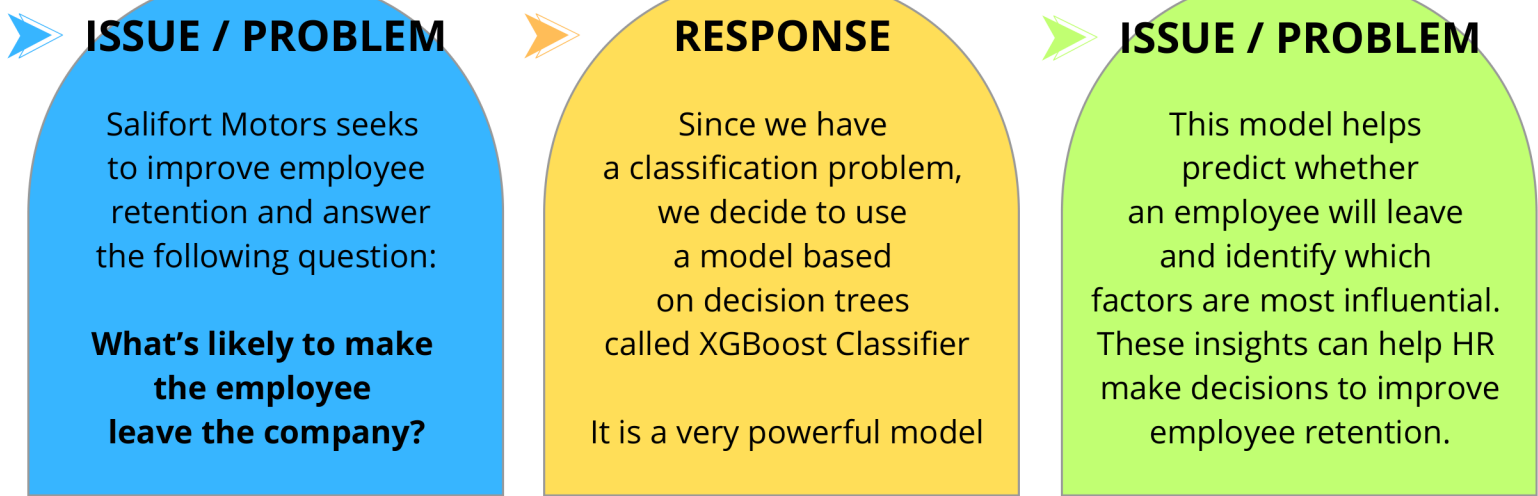 ISSUE / PROBLEM
Salifort Motors seeks
to improve employee
retention and answer
the following question:
What's likely to make
the employee
leave the company?
RESPONSE
Since we have
a classification problem,
we decide to use
a model based
on decision trees
called XGBoost Classifier
It is a very powerful model
ISSUE / PROBLEM
This model helps
predict whether
an employee will leave
and identify which
factors are most influential.
These insights can help HR
make decisions to improve
employee retention.